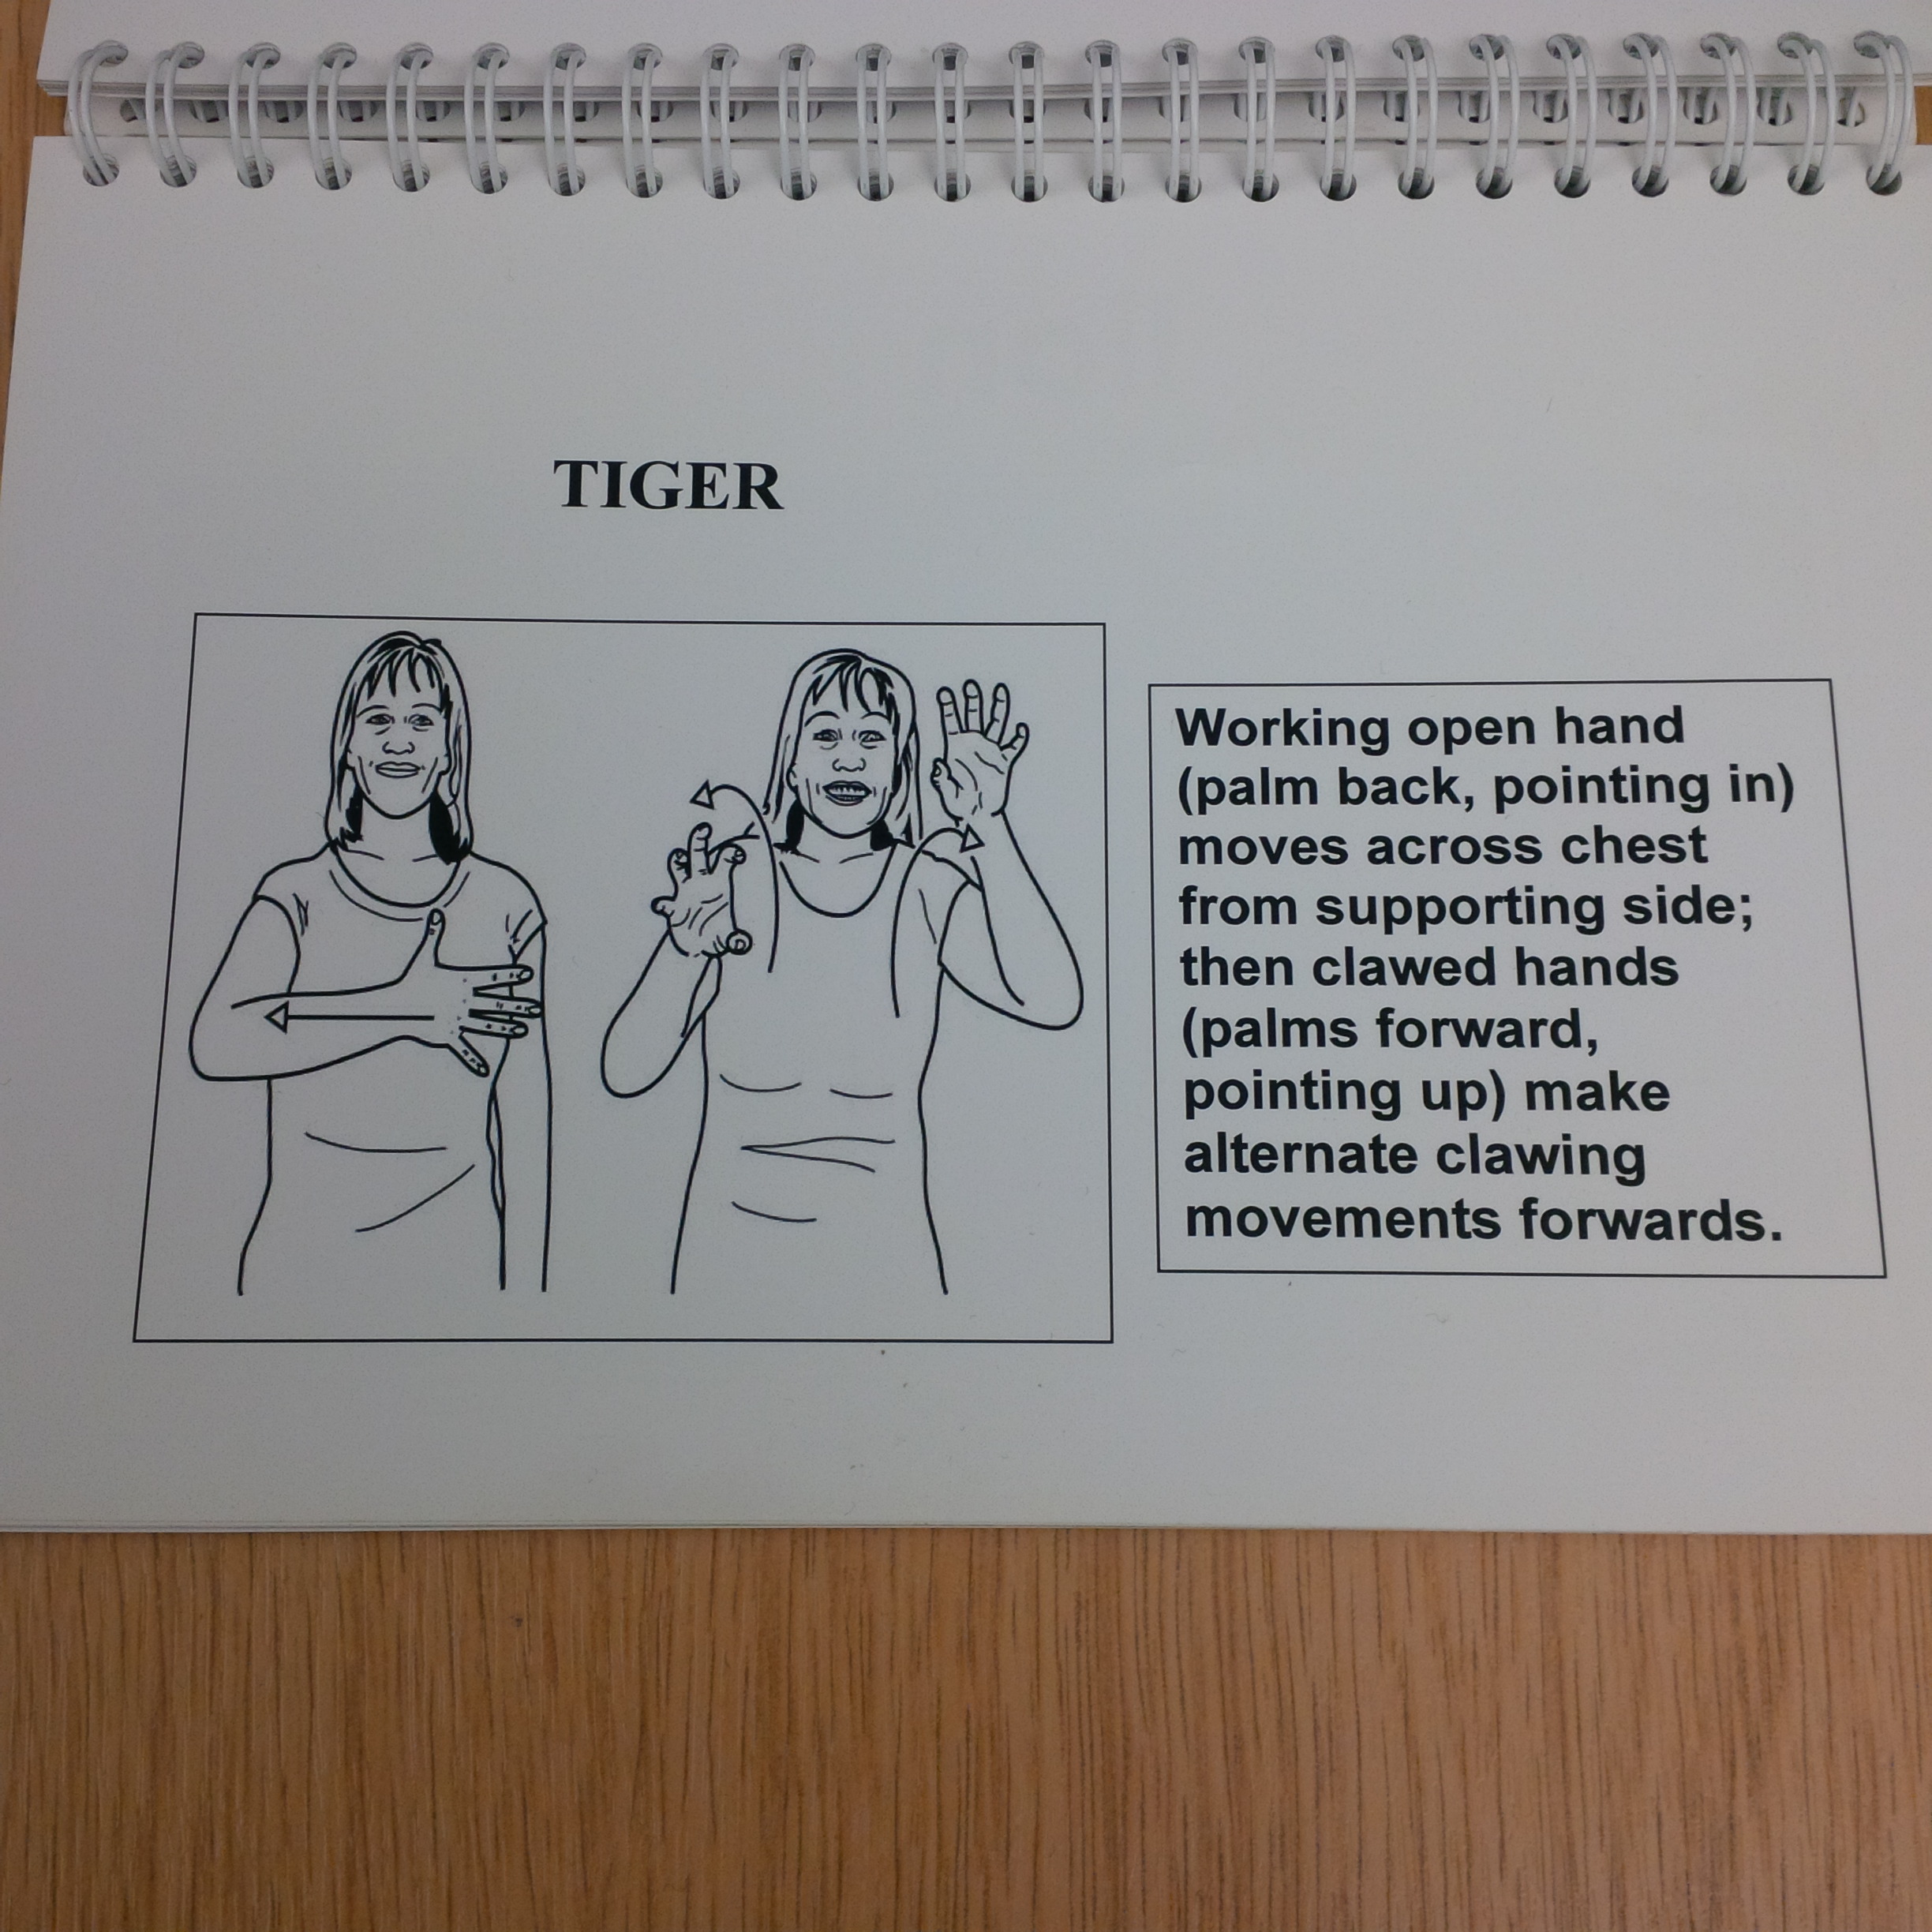 TIGER
Working open hand
(palm back, pointing in)
moves across chest
from supporting side;
then clawed hands
(palms forward,
pointing up) make
alternate clawing
movements forwards.